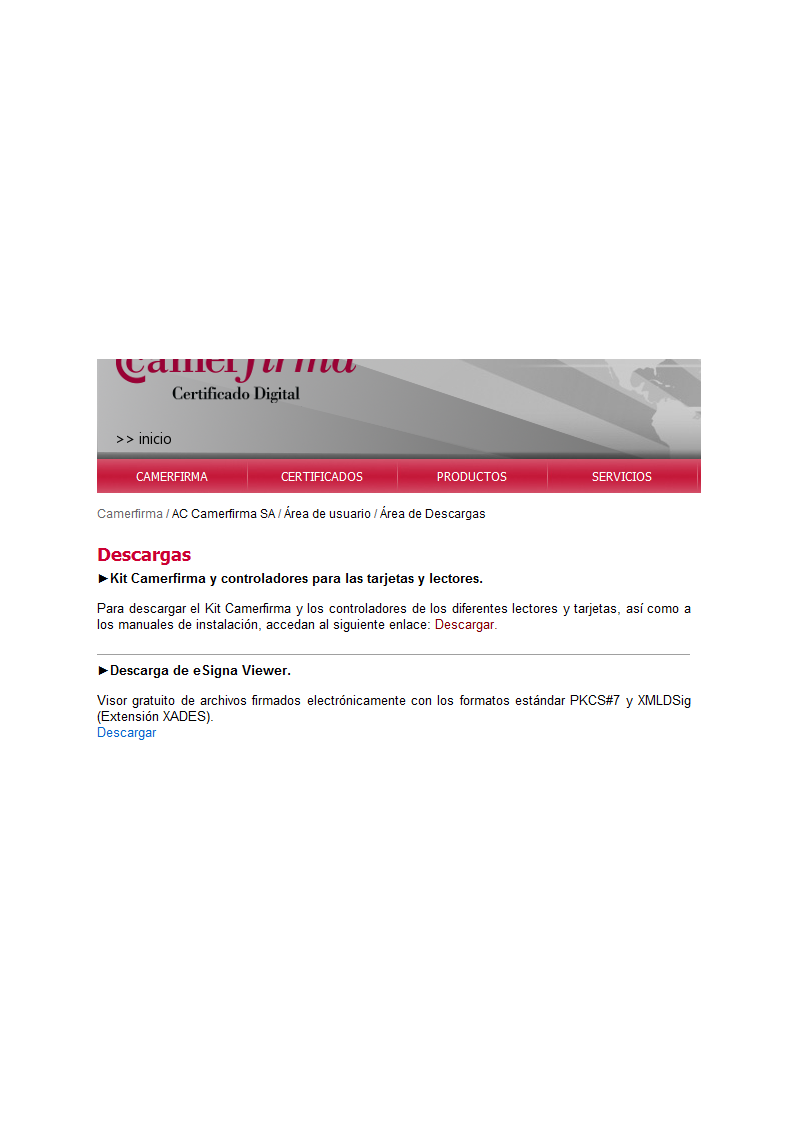 Camerfirma
Certificado Digital
>> inicio
CAMERFIRMA CERTIFICADOS PRODUCTOS SERVICIOS
Camerfirma / AC Camerfirma SA / Área de usuario / Área de Descargas
Descargas
►Kit Camerfirma y controladores para las tarjetas y lectores.
Para descargar el Kit Camerfirma y los controladores de los diferentes lectores y tarjetas, así como a
los manuales de instalación, accedan al siguiente enlace: Descargar.
►Descarga de eSigna Viewer.
Visor gratuito de archivos firmados electrónicamente con los formatos estándar PKCS#7 y XMLDSig
(Extensión XADES).
Descargar